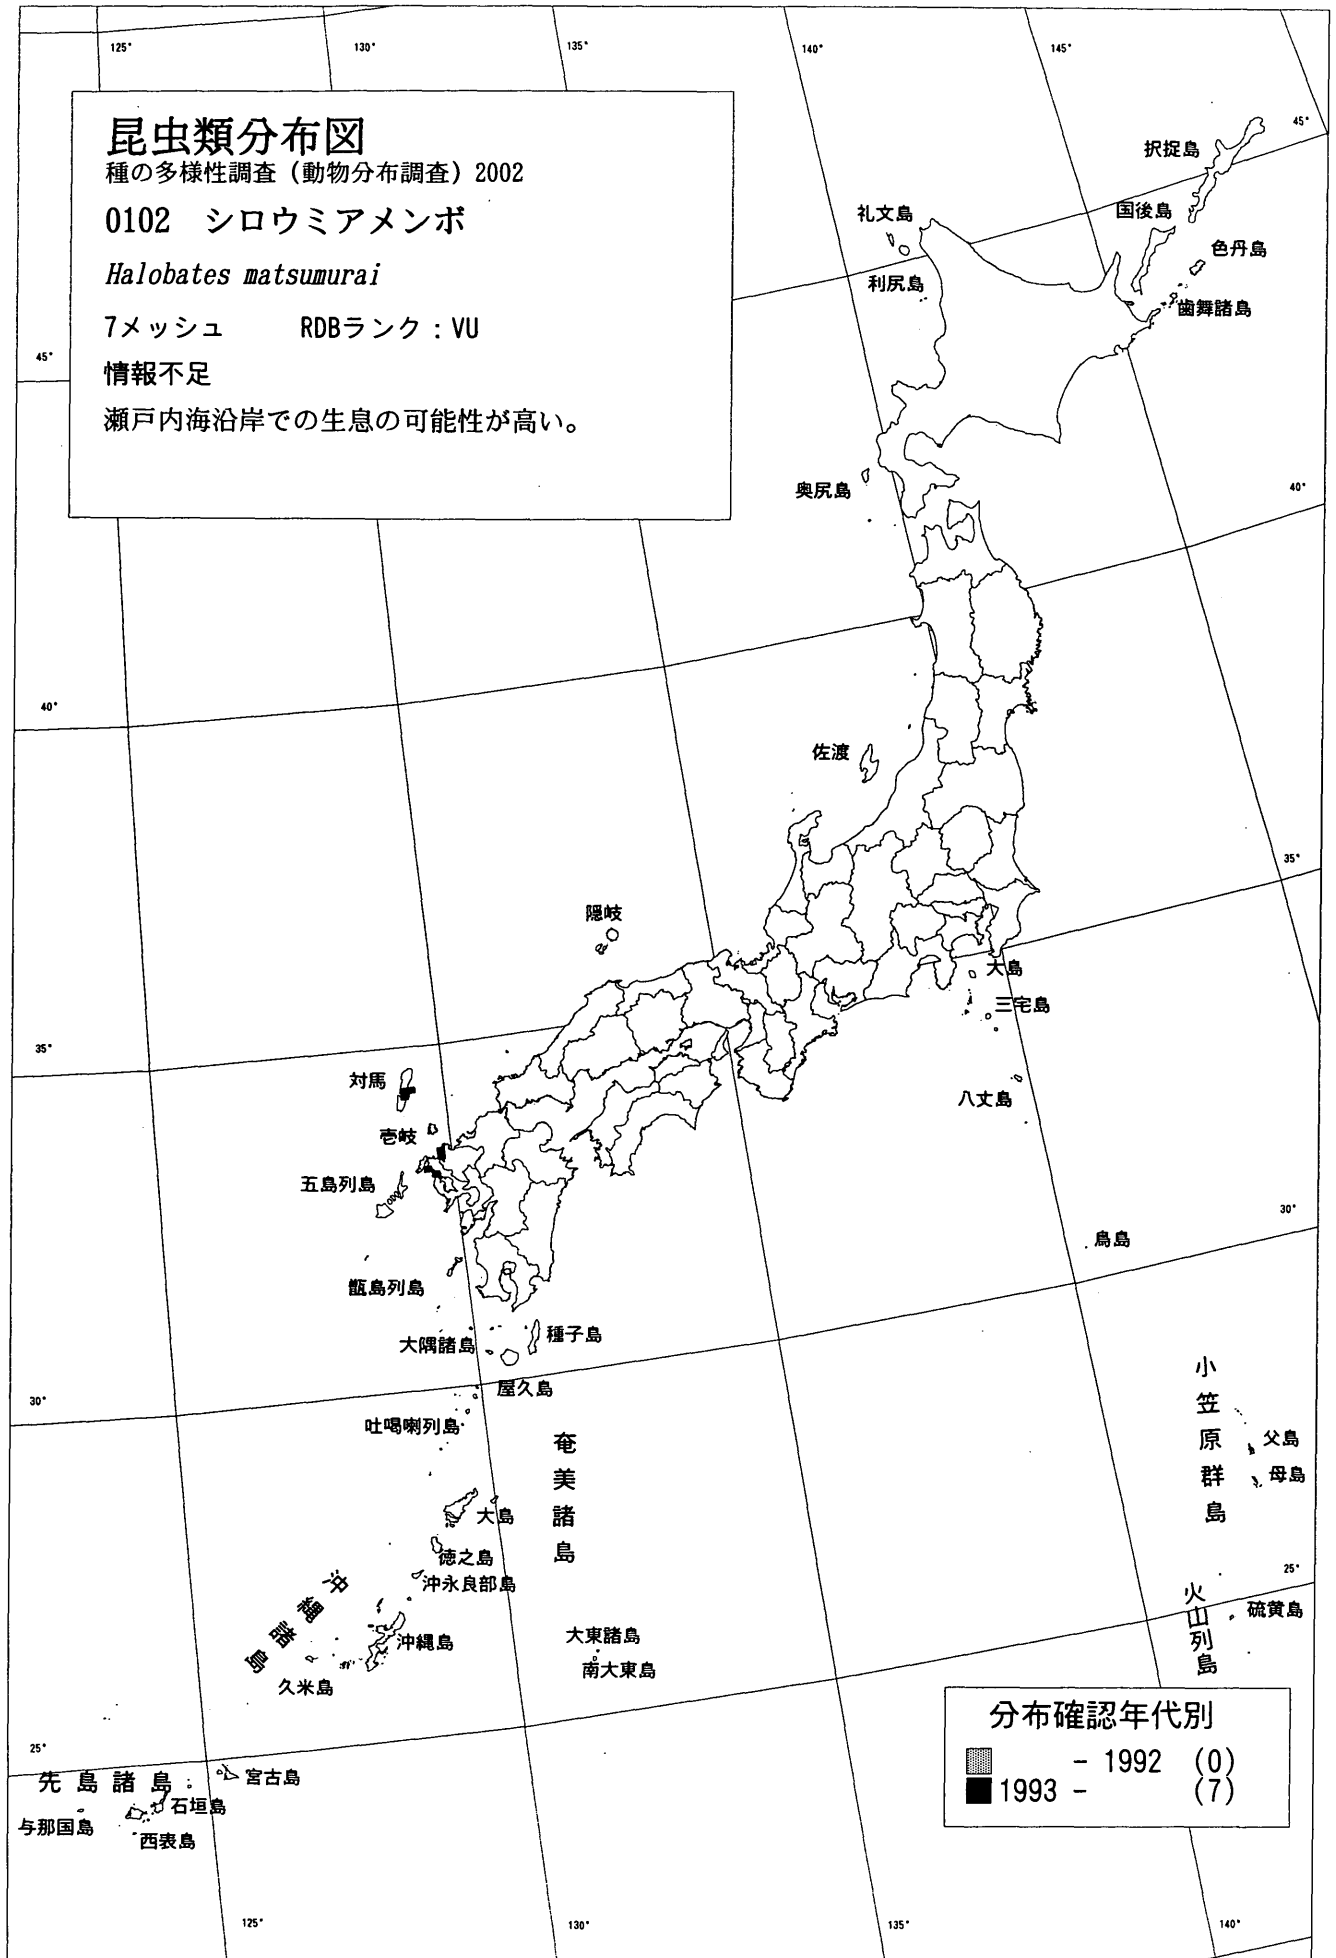 125°
130°
135°
140°
145°
昆虫類分布図
種の多様性調査（動物分布調査）2002
0102　シロウミアメンボ
Halobates matsumurai
7メッシュ　RDBランク：VU
情報不足
瀬戸内海沿岸での生息の可能性が高い。
45°
択捉島
国後島
礼文島
色丹島
利尻島
歯舞諸島
45°
奥尻島
40°
40°
佐渡
35°
隠岐
大島
三宅島
35°
対馬
八丈島
壱岐
五島列島
30°
鳥島
甑島列島
大隅諸島
種子島
屋久島
30°
吐喝喇列島
奄美諸島
小笠原群島
父島
母島
大島
徳之島
沖永良部島
沖縄諸島
沖縄島
久米島
大東諸島
南大東島
25°
火山列島
硫黄島
25°
先島諸島
宮古島
石垣島
与那国島
西表島
分布確認年代別
- 1992 (0)
1993 - (7)
125°
130°
135°
140°